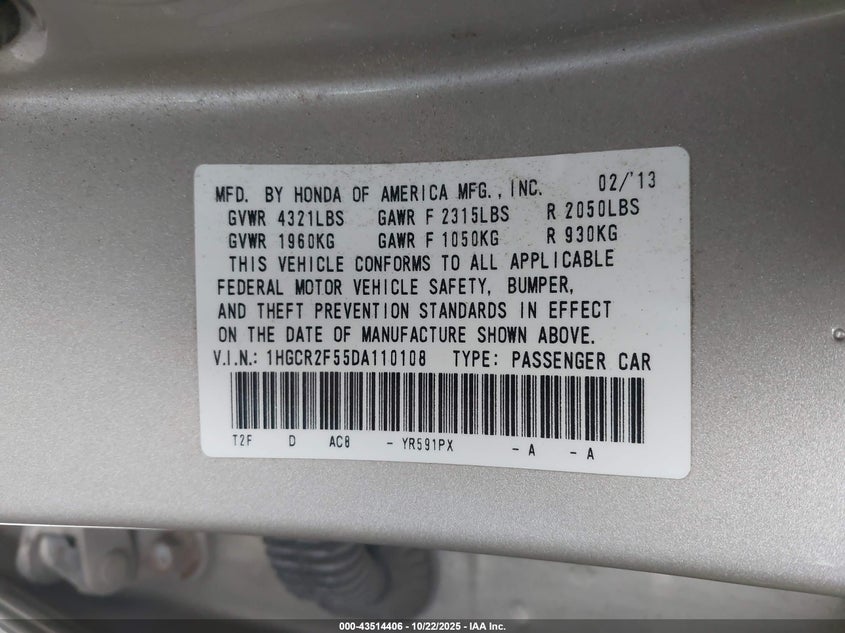 MFD. BY HONDA OF AMERICA MFG., INC. 02/'13
GVWR 4321LBS GAWR F 2315LBS R 2050LBS
GVWR 1960KG GAWR F 1050KG R 930KG
THIS VEHICLE CONFORMS TO ALL APPLICABLE
FEDERAL MOTOR VEHICLE SAFETY, BUMPER,
AND THEFT PREVENTION STANDARDS IN EFFECT
ON THE DATE OF MANUFACTURE SHOWN ABOVE.
V.I.N.: 1HGCR2F55DA110108 TYPE: PASSENGER CAR
T2F D AC8 - YR591PX - A - A
000-43514406 - 10/22/2025 - IAA Inc.